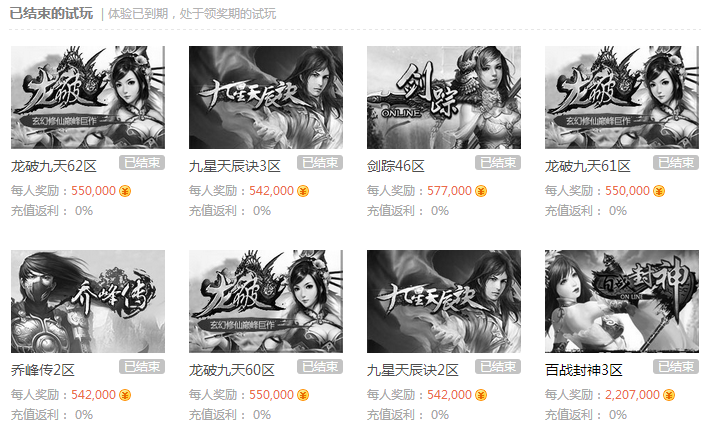 已结束的试玩 | 体验已到期，处于领奖期的试玩
龙破
玄幻修仙巅峰巨作
九星天辰诀
剑踪
ONLINE
龙破
玄幻修仙巅峰巨作
龙破九天62区 已结束
九星天辰诀3区 已结束
剑踪46区 已结束
龙破九天61区 已结束
每人奖励：550,000
每人奖励：542,000
每人奖励：577,000
每人奖励：550,000
充值返利： 0%
充值返利： 0%
充值返利： 0%
充值返利： 0%
乔峰传
龙破
玄幻修仙巅峰巨作
九星天辰诀
百战封神
ONLINE
乔峰传2区 已结束
龙破九天60区 已结束
九星天辰诀2区 已结束
百战封神3区 已结束
每人奖励：542,000
每人奖励：550,000
每人奖励：542,000
每人奖励：2,207,000
充值返利： 0%
充值返利： 0%
充值返利： 0%
充值返利： 0%